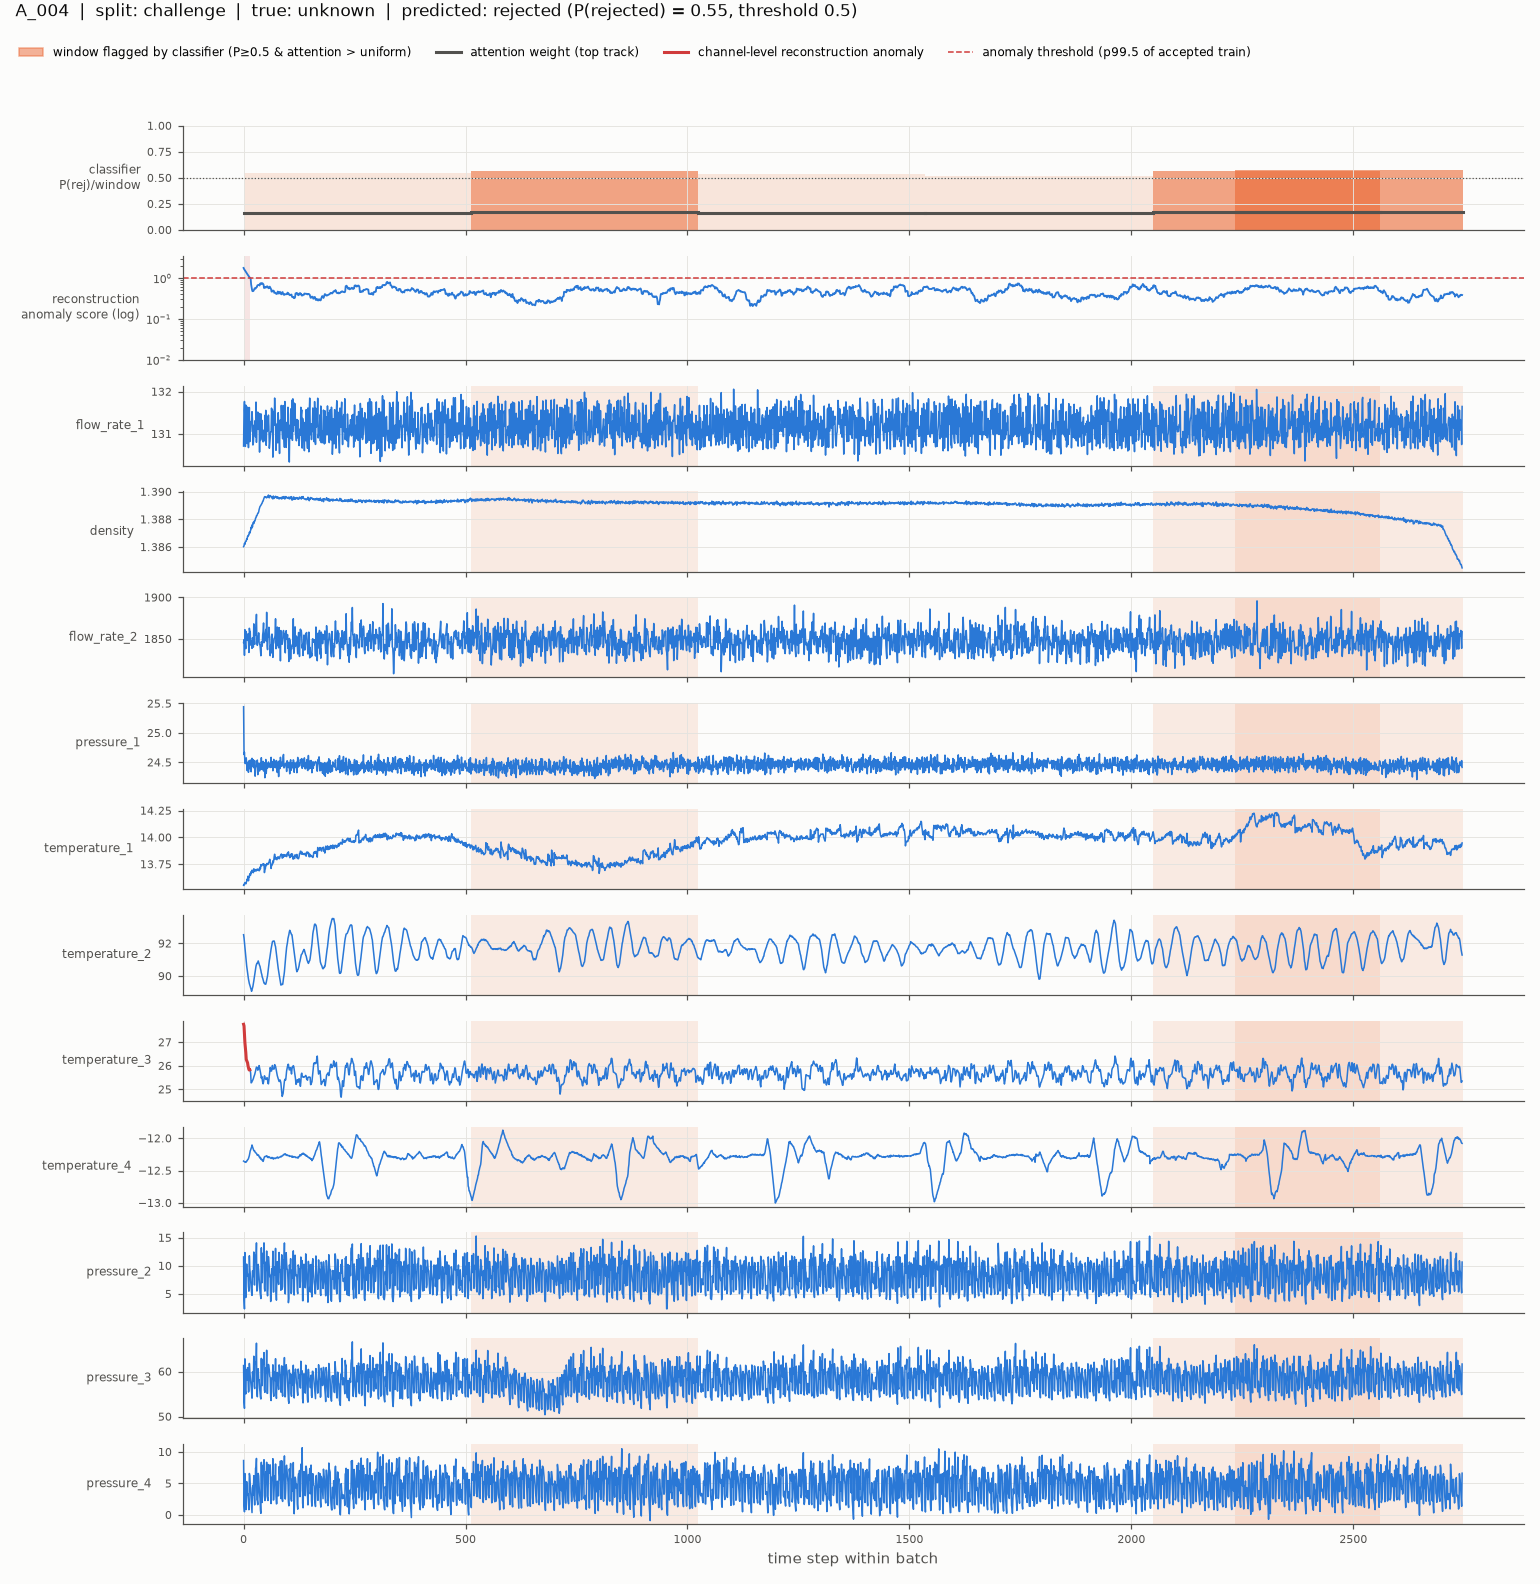 A_004 | split: challenge | true: unknown | predicted: rejected (P(rejected) = 0.55, threshold 0.5)
window flagged by classifier (P≥0.5 & attention > uniform) attention weight (top track) channel-level reconstruction anomaly anomaly threshold (p99.5 of accepted train)
1.00
0.75
0.50
0.25
0.00
classifier
P(rej)/window
10⁰
10⁻¹
10⁻²
reconstruction
anomaly score (log)
132
131
flow_rate_1
1.390
1.388
1.386
density
1900
1850
flow_rate_2
25.5
25.0
24.5
pressure_1
14.25
14.00
13.75
temperature_1
92
90
temperature_2
27
26
25
temperature_3
−12.0
−12.5
−13.0
temperature_4
15
10
5
pressure_2
60
50
pressure_3
10
5
0
pressure_4
0 500 1000 1500 2000 2500
time step within batch